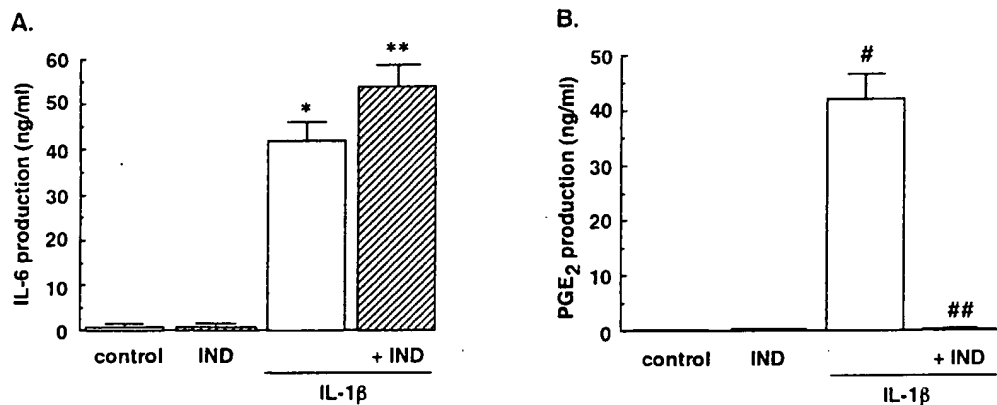 A.
IL-6 production (ng/ml)
60
50
40
30
20
10
0
*
**
control IND + IND
IL-1β
B.
PGE2 production (ng/ml)
50
40
30
20
10
0
#
##
control IND + IND
IL-1β